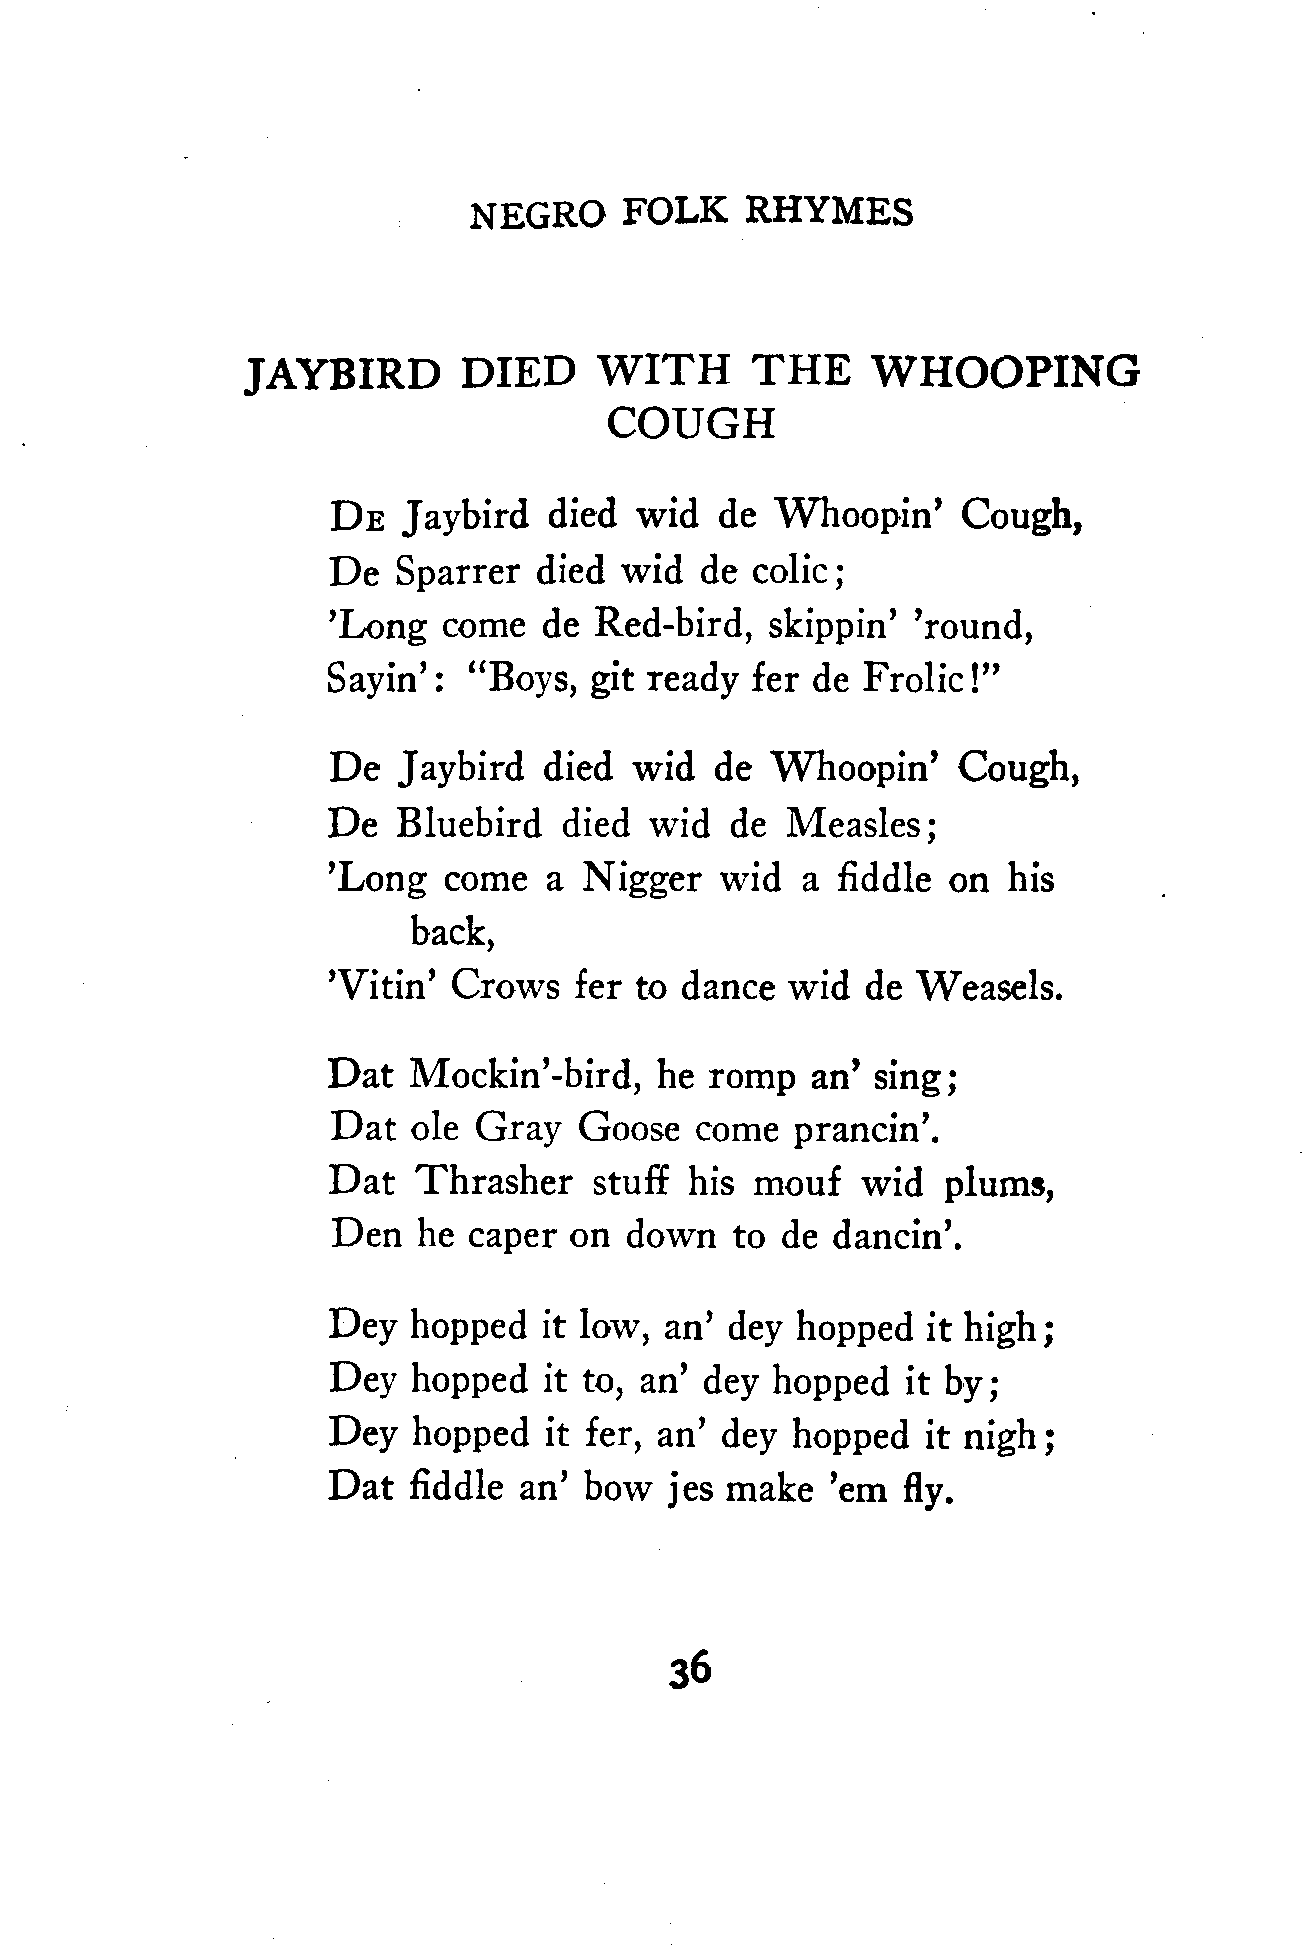 NEGRO FOLK RHYMES
JAYBIRD DIED WITH THE WHOOPING
COUGH
DE Jaybird died wid de Whoopin' Cough,
De Sparrer died wid de colic;
'Long come de Red-bird, skippin' 'round,
Sayin': "Boys, git ready fer de Frolic!"
De Jaybird died wid de Whoopin' Cough,
De Bluebird died wid de Measles;
'Long come a Nigger wid a fiddle on his
back,
'Vitin' Crows fer to dance wid de Weasels.
Dat Mockin'-bird, he romp an' sing;
Dat ole Gray Goose come prancin'.
Dat Thrasher stuff his mouf wid plums,
Den he caper on down to de dancin'.
Dey hopped it low, an' dey hopped it high;
Dey hopped it to, an' dey hopped it by;
Dey hopped it fer, an' dey hopped it nigh;
Dat fiddle an' bow jes make 'em fly.
36